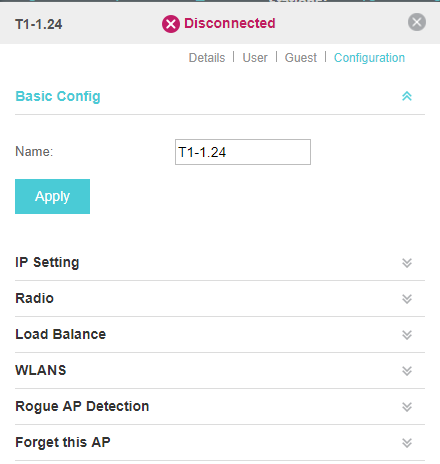 T1-1.24 Disconnected
Details | User | Guest | Configuration
Basic Config
Name: T1-1.24
Apply
IP Setting
Radio
Load Balance
WLANS
Rogue AP Detection
Forget this AP